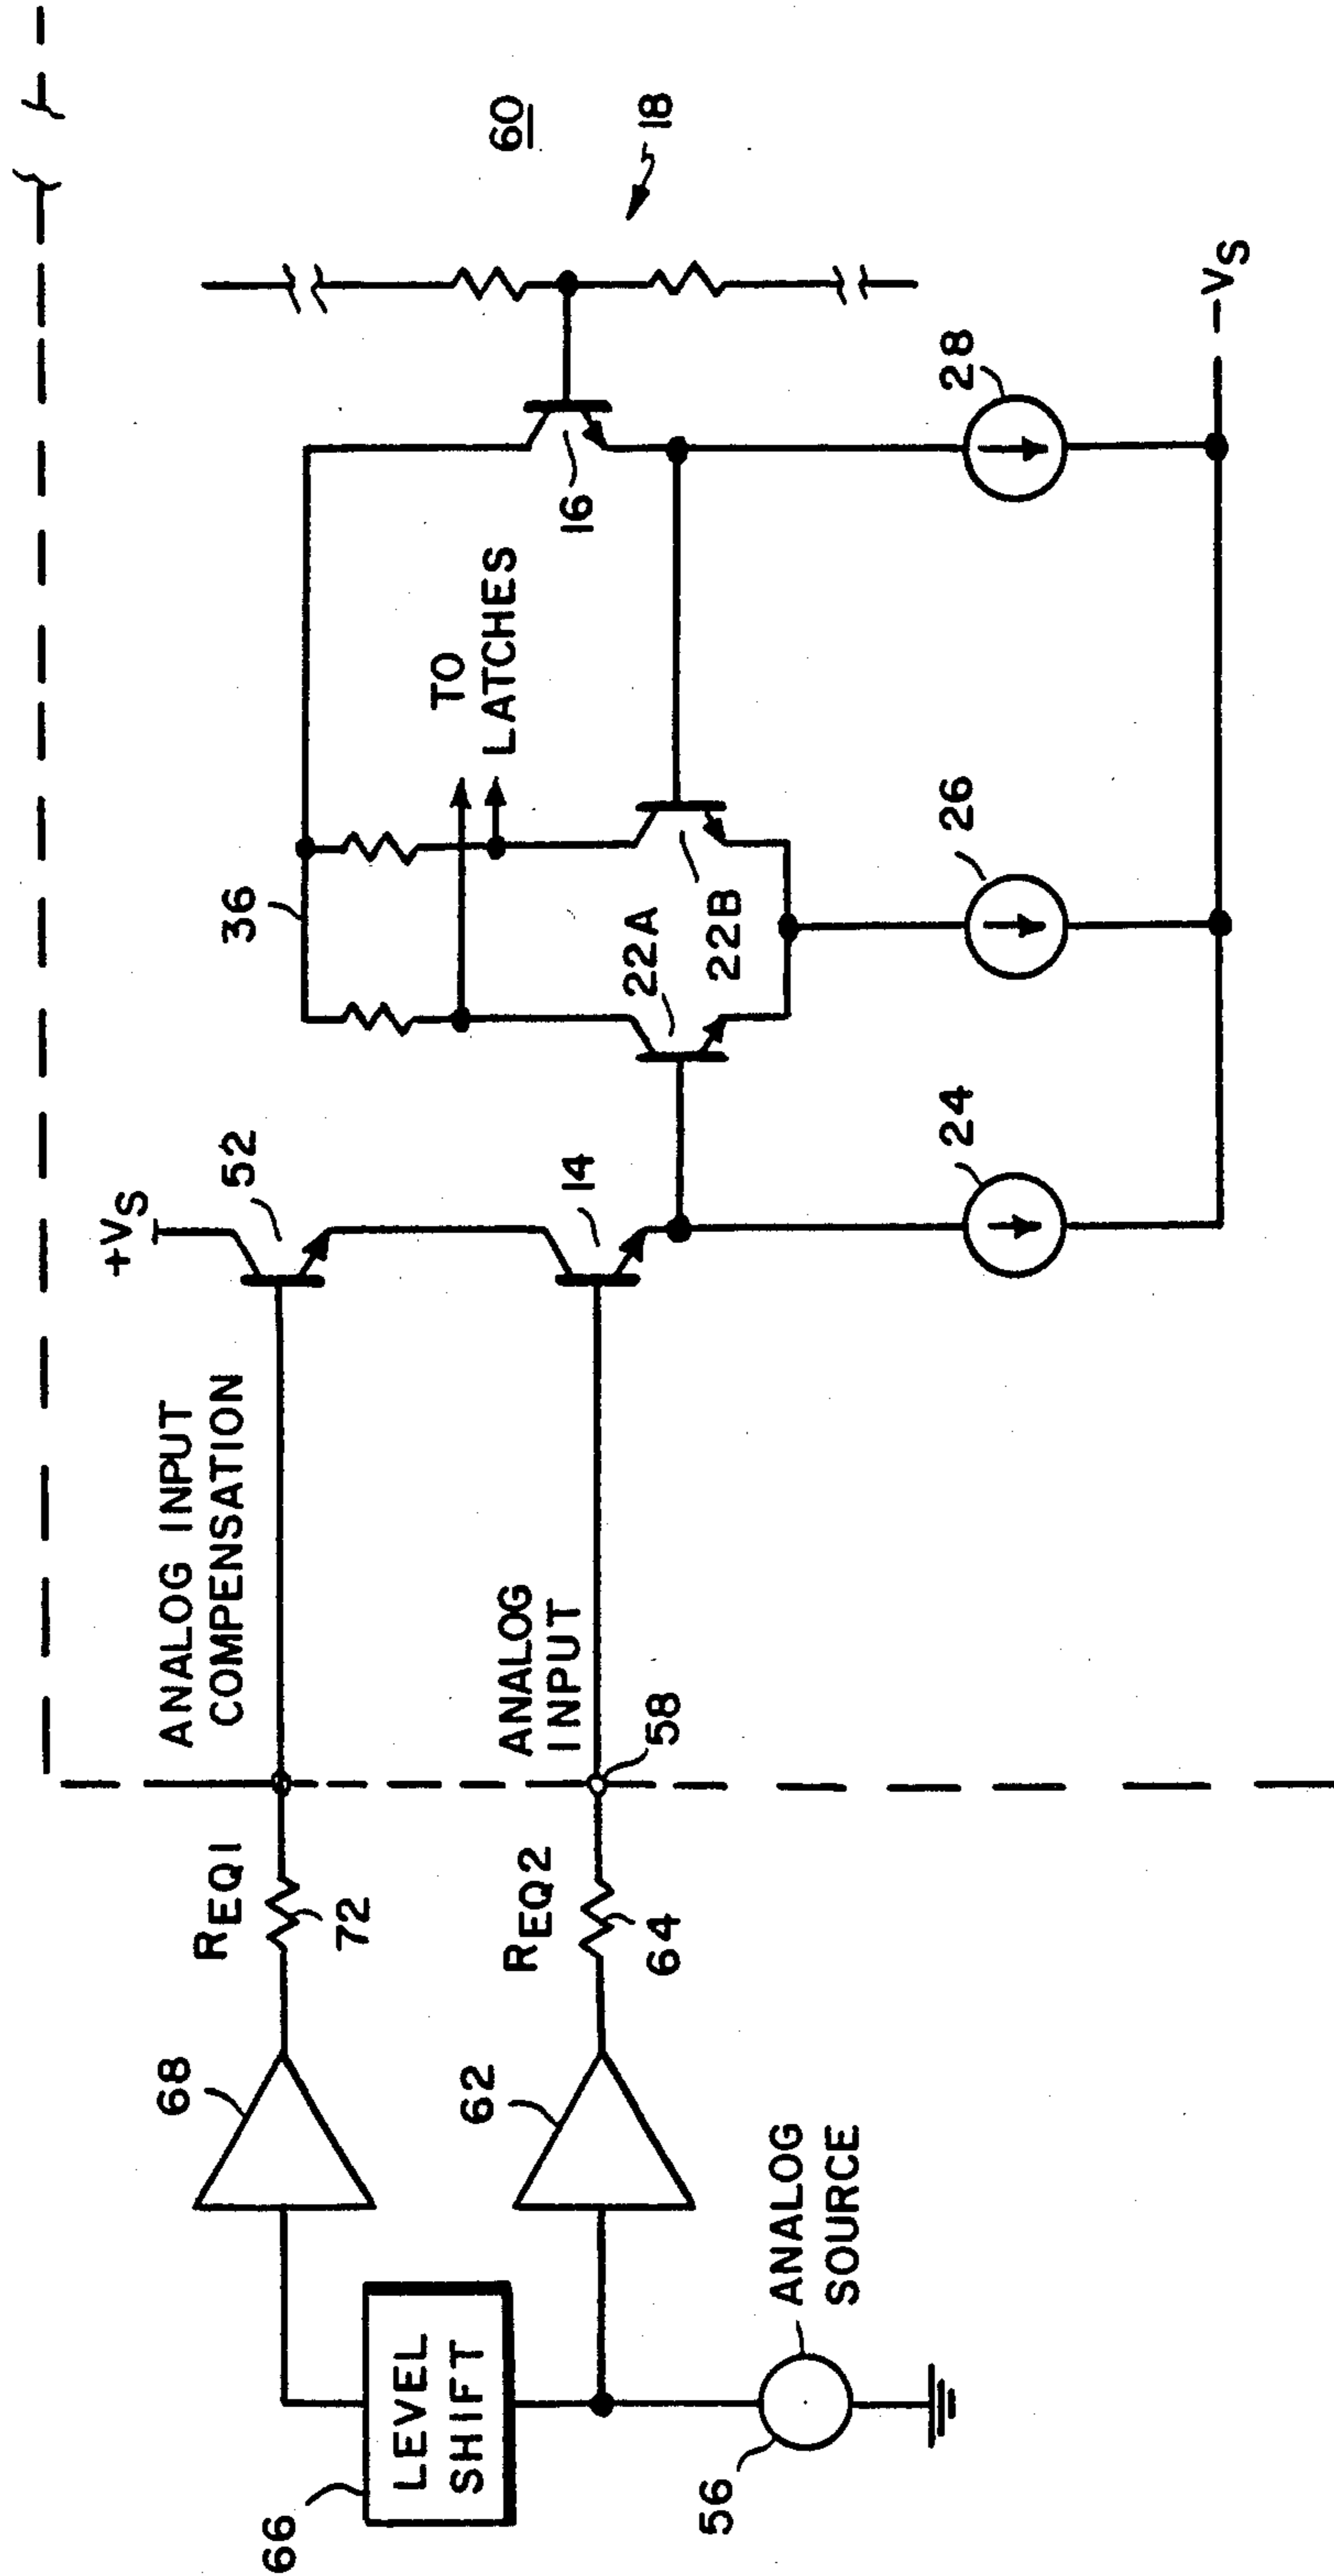 66
LEVEL
SHIFT
68
62
56
ANALOG
SOURCE
REQ1
72
REQ2
64
ANALOG INPUT
COMPENSATION
ANALOG
INPUT
58
+VS
52
14
24
36
TO
LATCHES
22A
22B
26
16
28
-VS
18
60